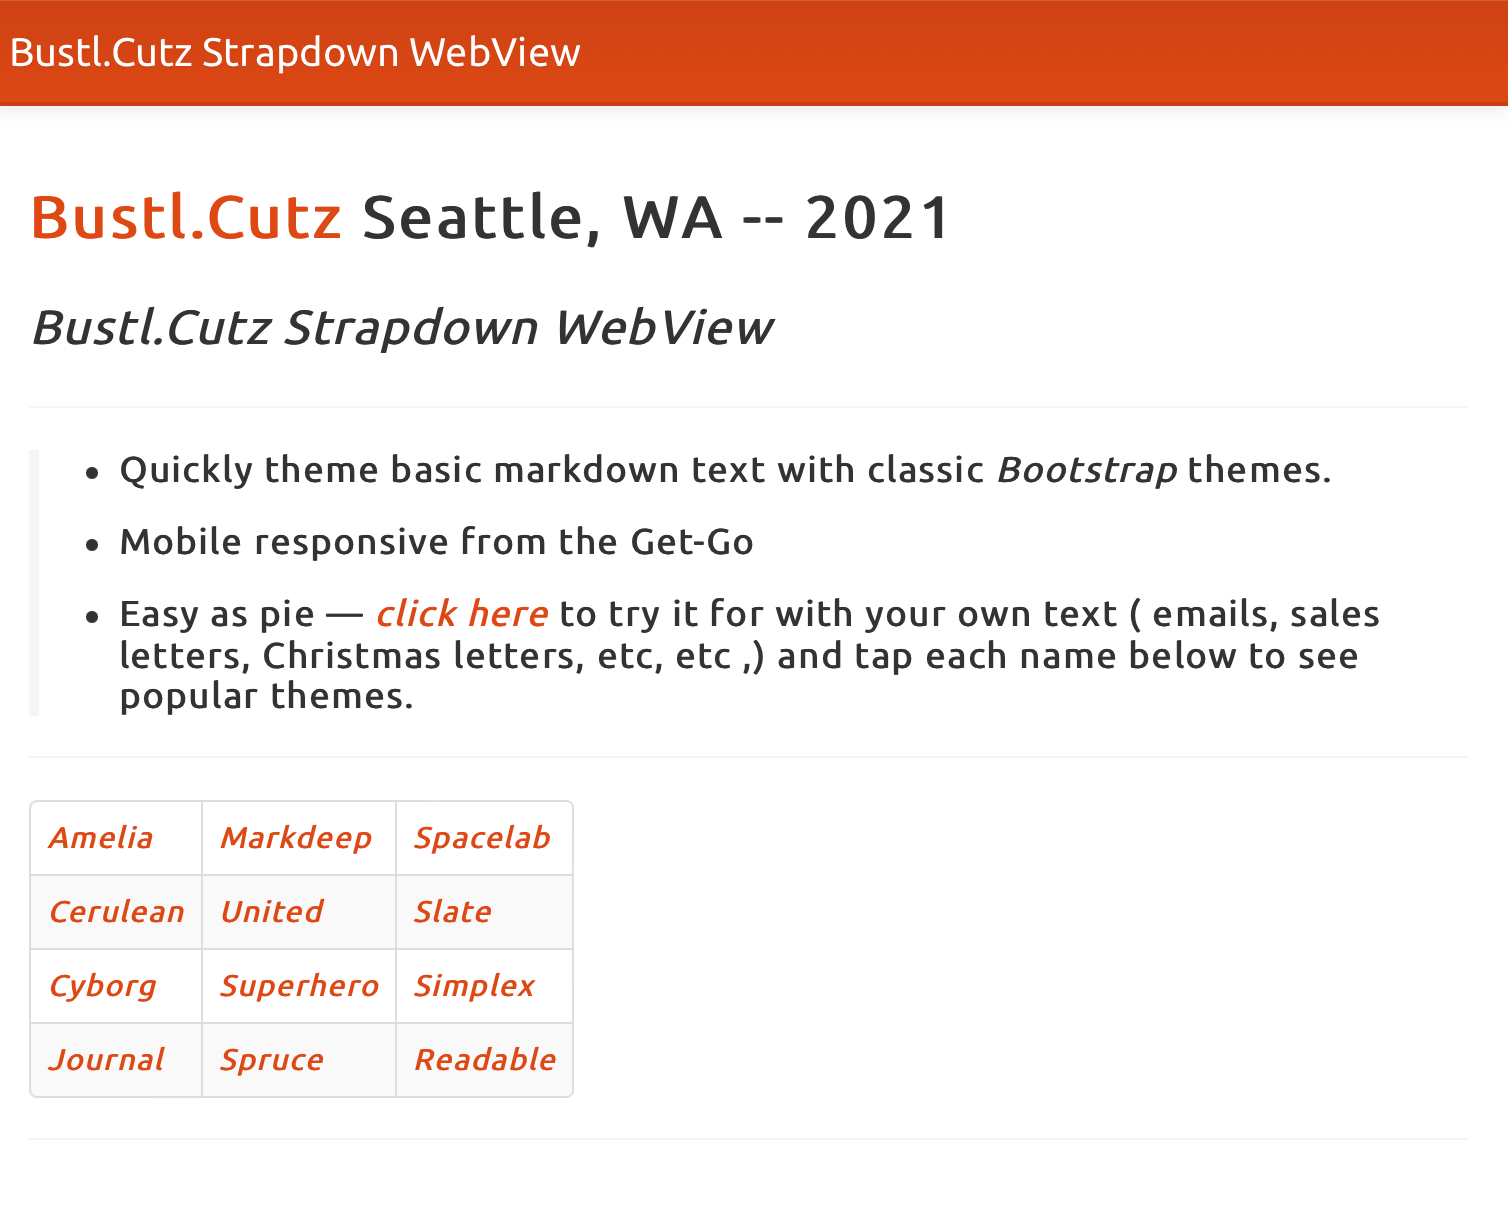 Bustl.Cutz Strapdown WebView
Bustl.Cutz Seattle, WA -- 2021
Bustl.Cutz Strapdown WebView
• Quickly theme basic markdown text with classic Bootstrap themes.
• Mobile responsive from the Get-Go
• Easy as pie — click here to try it for with your own text ( emails, sales
letters, Christmas letters, etc, etc ,) and tap each name below to see
popular themes.
Amelia Markdeep Spacelab
Cerulean United Slate
Cyborg Superhero Simplex
Journal Spruce Readable